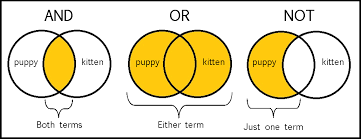 AND OR NOT
puppy kitten puppy kitten puppy kitten
Both terms Either term Just one term